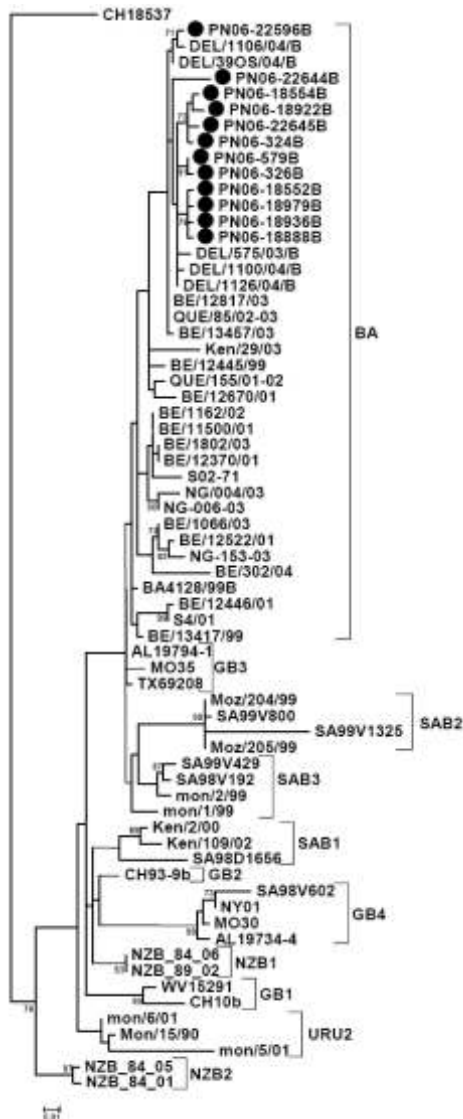 CH18537
PN06-22596B
DEL/1106/04/B
DEL/39OS/04/B
PN06-22644B
PN06-18554B
PN06-18922B
PN06-22645B
PN06-324B
PN06-579B
PN06-326B
PN06-18552B
PN06-18979B
PN06-18936B
PN06-18888B
DEL/575/03/B
DEL/1100/04/B
DEL/1126/04/B
BE/12817/03
QUE/85/02-03
BE/13457/03
BA
Ken/29/03
BE/12445/99
QUE/155/01-02
BE/12670/01
BE/1162/02
BE/11500/01
BE/1802/03
BE/12370/01
S02-71
NG/004/03
NG-006-03
BE/1066/03
BE/12522/01
NG-153-03
BE/302/04
BA4128/99B
BE/12446/01
S4/01
BE/13417/99
AL19794-1
MO35
GB3
TX69208
Moz/204/99
SA99V800
SAB2
SA99V1325
Moz/205/99
SA99V429
SA98V192
SAB3
mon/2/99
mon/1/99
Ken/2/00
Ken/109/02
SAB1
SA98D1656
CH93-9b
GB2
SA98V602
NY01
GB4
MO30
AL19734-4
NZB_84_06
NZB1
NZB_89_02
WV15291
GB1
CH10b
mon/6/01
Mon/15/90
URU2
mon/5/01
NZB_84_05
NZB2
NZB_84_01